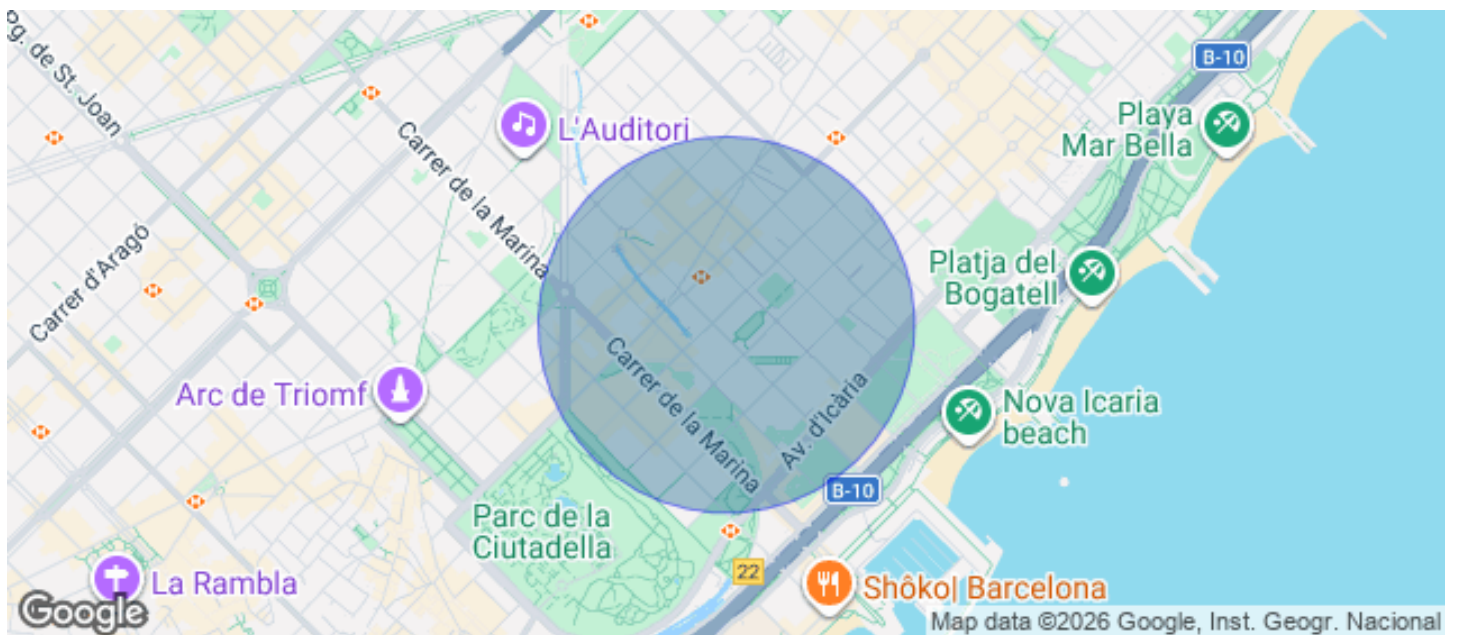 Pg. de St. Joan
B-10
Playa
Mar Bella
L'Auditori
Carrer de la Marina
Carrer d'Aragó
Platja del
Bogatell
Arc de Triomf
Carrer de la Marina
Av. d'Icària
Nova Icaria
beach
B-10
Parc de la
Ciutadella
22
La Rambla
Shôko| Barcelona
Google
Map data ©2026 Google, Inst. Geogr. Nacional